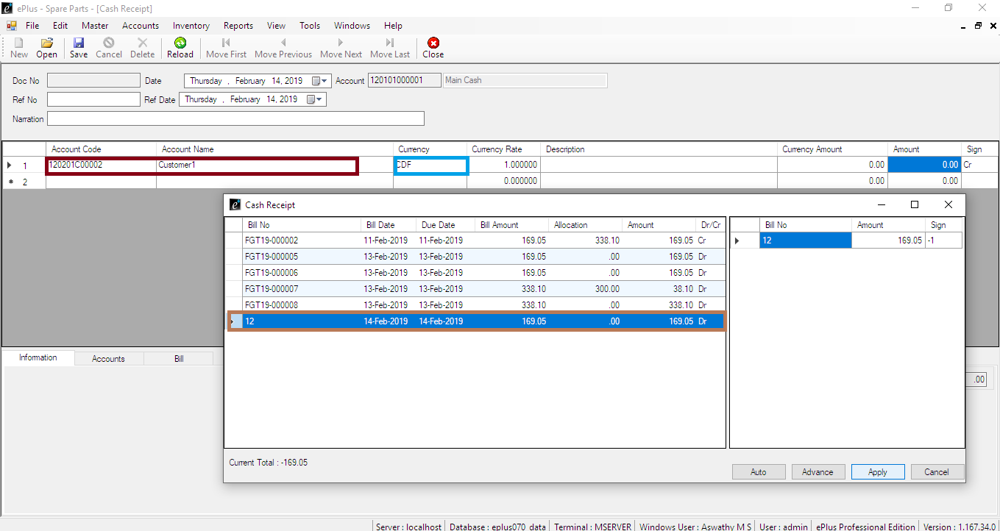 ePlus - Spare Parts - [Cash Receipt]
File Edit Master Accounts Inventory Reports View Tools Windows Help
New Open Save Cancel Delete Reload Move First Move Previous Move Next Move Last Close
Doc No Date Thursday , February 14, 2019 Account 120101000001 Main Cash
Ref No Ref Date Thursday , February 14, 2019
Narration
Account Code Account Name Currency Currency Rate Description Currency Amount Amount Sign
1 120201C00002 Customer1 CDF 1.000000 0.00 0.00 Cr
2 0.000000 0.00 0.00
Cash Receipt
Bill No Bill Date Due Date Bill Amount Allocation Amount Dr/Cr Bill No Amount Sign
FGT19-000002 11-Feb-2019 11-Feb-2019 169.05 338.10 169.05 Cr 12 169.05 -1
FGT19-000005 13-Feb-2019 13-Feb-2019 169.05 .00 169.05 Dr
FGT19-000006 13-Feb-2019 13-Feb-2019 169.05 .00 169.05 Dr
FGT19-000007 13-Feb-2019 13-Feb-2019 338.10 300.00 38.10 Dr
FGT19-000008 13-Feb-2019 13-Feb-2019 338.10 .00 338.10 Dr
12 14-Feb-2019 14-Feb-2019 169.05 .00 169.05 Dr
Information Accounts Bill
.00
Current Total : -169.05
Auto Advance Apply Cancel
Server : localhost Database : eplus070_data Terminal : MSERVER Windows User : Aswathy M S User : admin ePlus Professional Edition Version : 1.167.34.0